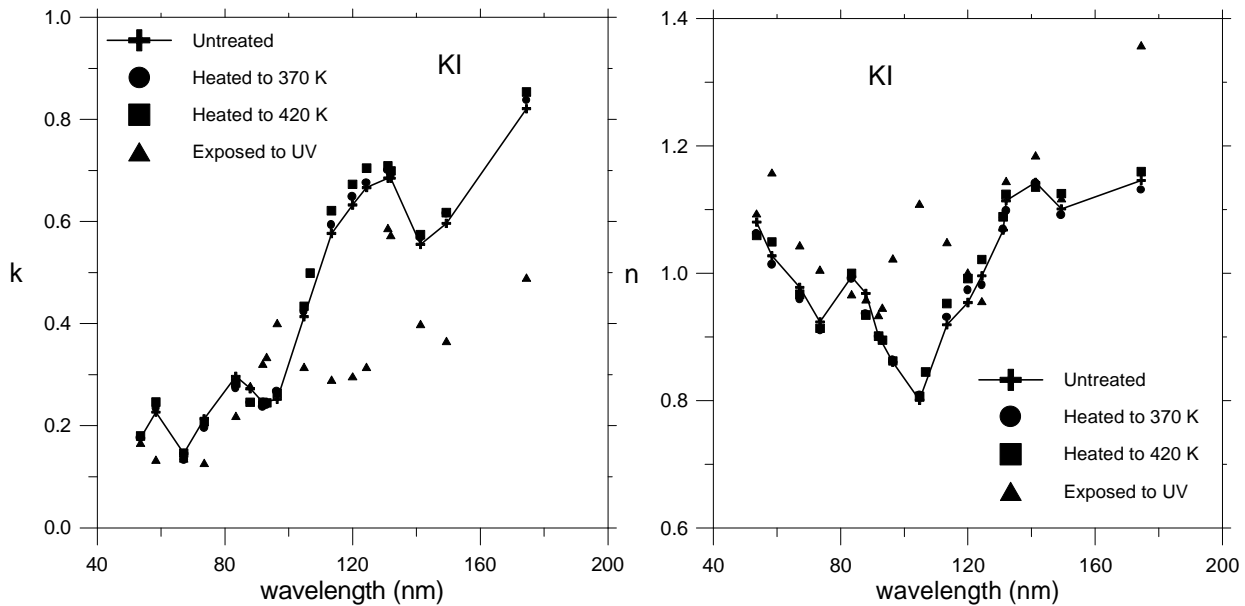 1.0
0.8
0.6
0.4
0.2
0.0
k
Untreated
Heated to 370 K
Heated to 420 K
Exposed to UV
KI
40
80
120
160
200
wavelength (nm)
1.4
1.2
1.0
0.8
0.6
n
KI
Untreated
Heated to 370 K
Heated to 420 K
Exposed to UV
40
80
120
160
200
wavelength (nm)